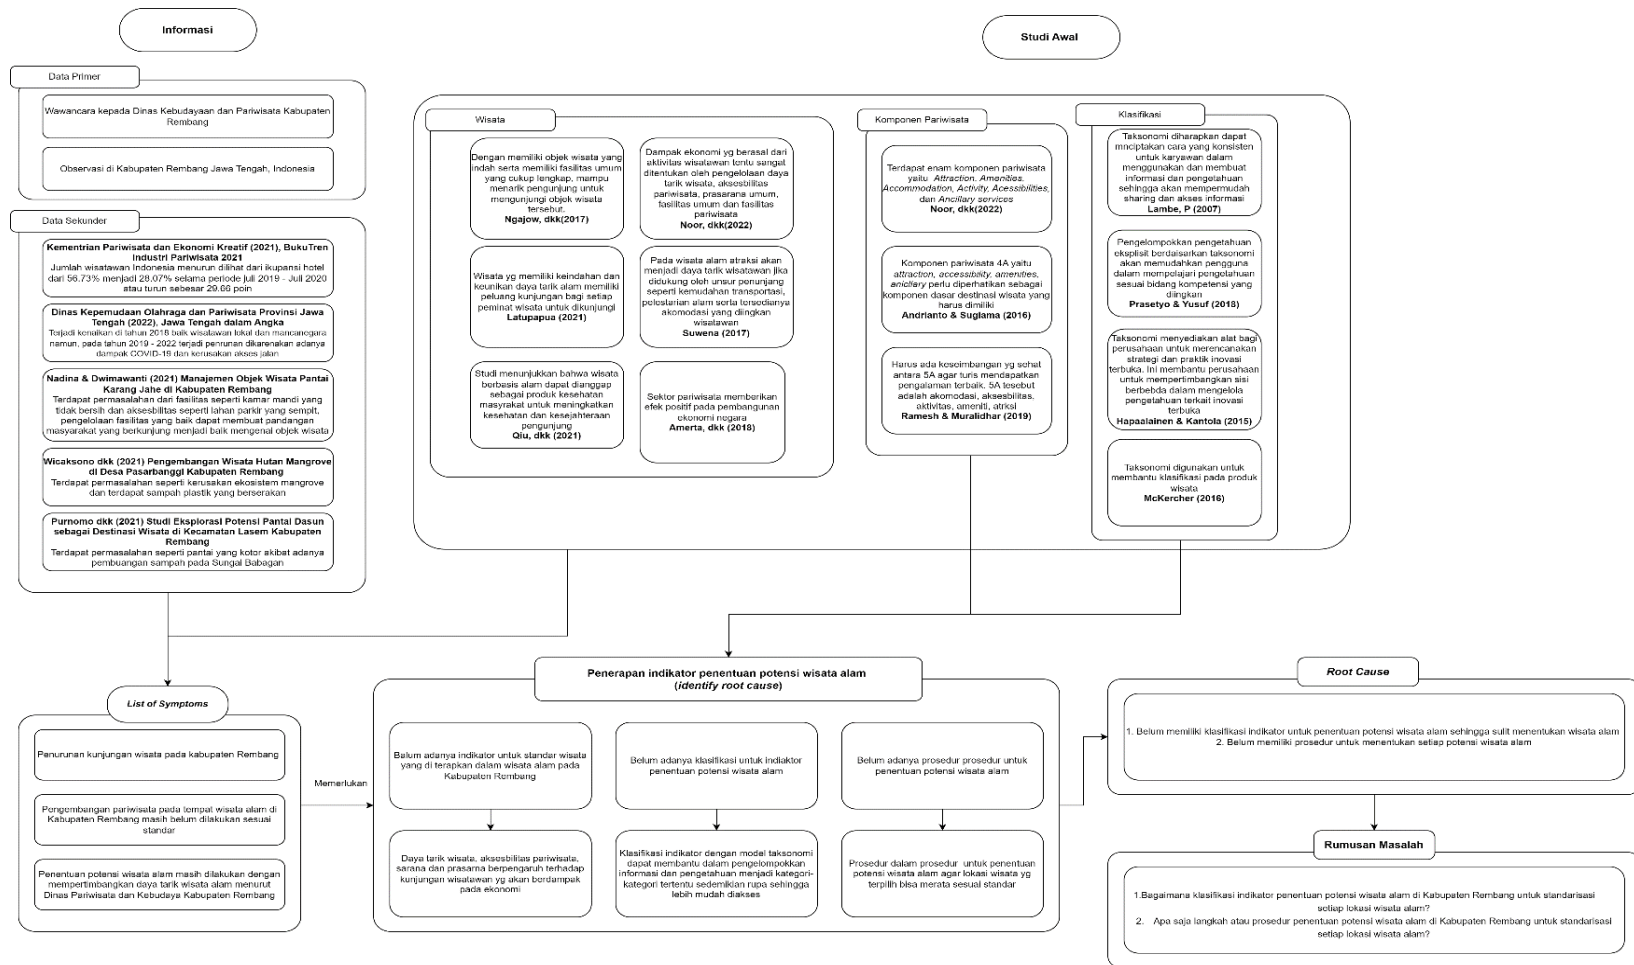 Informasi
Data Primer
Wawancara kepada Dinas Kebudayaan dan Pariwisata Kabupaten
Rembang
Observasi di Kabupaten Rembang Jawa Tengah, Indonesia
Data Sekunder
Kementrian Pariwisata dan Ekonomi Kreatif (2021), BukuTren
Industri Pariwisata 2021
Jumlah wisatawan Indonesia menurun dilihat dari ikupansi hotel
dari 56.73% menjadi 28.07% selama periode Juli 2019 - Juli 2020
atau turun sebesar 29.66 poin
Dinas Kepemudaan Olahraga dan Pariwisata Provinsi Jawa
Tengah (2022), Jawa Tengah dalam Angka
Terjadi kenaikan di tahun 2018 baik wisatawan lokal dan mancanegara
namun, pada tahun 2019 - 2022 terjadi penrunan dikarenakan adanya
dampak COVID-19 dan kerusakan akses jalan
Nadina & Dwimawanti (2021) Manajemen Objek Wisata Pantai
Karang Jahe di Kabupaten Rembang
Terdapat permasalahan dari fasilitas seperti kamar mandi yang
tidak bersih dan aksesbilitas seperti lahan parkir yang sempit,
pengelolaan fasilitas yang baik dapat membuat pandangan
masyarakat yang berkunjung menjadi baik mengenai objek wisata
Wicaksono dkk (2021) Pengembangan Wisata Hutan Mangrove
di Desa Pasarbanggi Kabupaten Rembang
Terdapat permasalahan seperti kerusakan ekosistem mangrove
dan terdapat sampah plastik yang berserakan
Purnomo dkk (2021) Studi Eksplorasi Potensi Pantai Dasun
sebagai Destinasi Wisata di Kecamatan Lasem Kabupaten
Rembang
Terdapat permasalahan seperti pantai yang kotor akibat adanya
pembuangan sampah pada Sungai Babagan
Studi Awal
Wisata
Dengan memiliki objek wisata yang
indah serta memiliki fasilitas umum
yang cukup lengkap, mampu
menarik pengunjung untuk
mengunjungi objek wisata
tersebut.
Ngajow, dkk(2017)
Dampak ekonomi yg berasal dari
aktivitas wisatawan tentu sangat
ditentukan oleh pengelolaan daya
tarik wisata, aksesbilitas
pariwisata, prasarana umum,
fasilitas umum dan fasilitas
pariwisata
Noor, dkk(2022)
Wisata yg memiliki keindahan dan
keunikan daya tarik alam memiliki
peluang kunjungan bagi setiap
peminat wisata untuk dikunjungi
Latupapua (2021)
Pada wisata alam atraksi akan
menjadi daya tarik wisatawan jika
didukung oleh unsur penunjang
seperti kemudahan transportasi,
pelestarian alam serta tersedianya
akomodasi yang diingkan
wisatawan
Suwena (2017)
Studi menunjukkan bahwa wisata
berbasis alam dapat dianggap
sebagai produk kesehatan
masyrakat untuk meningkatkan
kesehatan dan kesejahteraan
pengunjung
Qiu, dkk (2021)
Sektor pariwisata memberikan
efek positif pada pembangunan
ekonomi negara
Amerta, dkk (2018)
Komponen Pariwisata
Terdapat enam komponen pariwisata
yaitu Attraction. Amenities.
Accommodation, Activity, Acessibilities,
dan Ancillary services
Noor, dkk(2022)
Komponen pariwisata 4A yaitu
attraction, accessibility, amenities,
anicliary perlu diperhatikan sebagai
komponen dasar destinasi wisata yang
harus dimiliki
Andrianto & Sugiama (2016)
Harus ada keseimbangan yg sehat
antara 5A agar turis mendapatkan
pengalaman terbaik. 5A tesebut
adalah akomodasi, aksesbilitas,
aktivitas, ameniti, atrksi
Ramesh & Muralidhar (2019)
Klasifikasi
Taksonomi diharapkan dapat
mnciptakan cara yang konsisten
untuk karyawan dalam
menggunakan dan membuat
informasi dan pengetahuan
sehingga akan mempermudah
sharing dan akses informasi
Lambe, P (2007)
Pengelompokkan pengetahuan
eksplisit berdaisarkan taksonomi
akan memudahkan pengguna
dalam mempelajari pengetahuan
sesuai bidang kompetensi yang
diingkan
Prasetyo & Yusuf (2018)
Taksonomi menyediakan alat bagi
perusahaan untuk merencanakan
strategi dan praktik inovasi
terbuka. Ini membantu perusahaan
untuk mempertimbangkan sisi
berbebda dalam mengelola
pengetahuan terkait inovasi
terbuka
Hapaalainen & Kantola (2015)
Taksonomi digunakan untuk
membantu klasifikasi pada produk
wisata
McKercher (2016)
List of Symptoms
Penurunan kunjungan wisata pada kabupaten Rembang
Pengembangan pariwisata pada tempat wisata alam di
Kabupaten Rembang masih belum dilakukan sesuai
standar
Penentuan potensi wisata alam masih dilakukan dengan
mempertimbangkan daya tarik wisata alam menurut
Dinas Pariwisata dan Kebudaya Kabupaten Rembang
Memerlukan
Penerapan indikator penentuan potensi wisata alam
(identify root cause)
Belum adanya indikator untuk standar wisata
yang di terapkan dalam wisata alam pada
Kabupaten Rembang
Belum adanya klasifikasi untuk indiaktor
penentuan potensi wisata alam
Belum adanya prosedur prosedur untuk
penentuan potensi wisata alam
Daya tarik wisata, aksesbilitas pariwisata,
sarana dan prasarna berpengaruh terhadap
kunjungan wisatawan yg akan berdampak
pada ekonomi
Klasifikasi indikator dengan model taksonomi
dapat membantu dalam pengelompokkan
informasi dan pengetahuan menjadi kategori-
kategori tertentu sedemikian rupa sehingga
lebih mudah diakses
Prosedur dalam prosedur untuk penentuan
potensi wisata alam agar lokasi wisata yg
terpilih bisa merata sesuai standar
Root Cause
1. Belum memiliki klasifikasi indikator untuk penentuan potensi wisata alam sehingga sulit menentukan wisata alam
2. Belum memiliki prosedur untuk menentukan setiap potensi wisata alam
Rumusan Masalah
1.Bagaimana klasifikasi indikator penentuan potensi wisata alam di Kabupaten Rembang untuk standarisasi
setiap lokasi wisata alam?
2. Apa saja langkah atau prosedur penentuan potensi wisata alam di Kabupaten Rembang untuk standarisasi
setiap lokasi wisata alam?